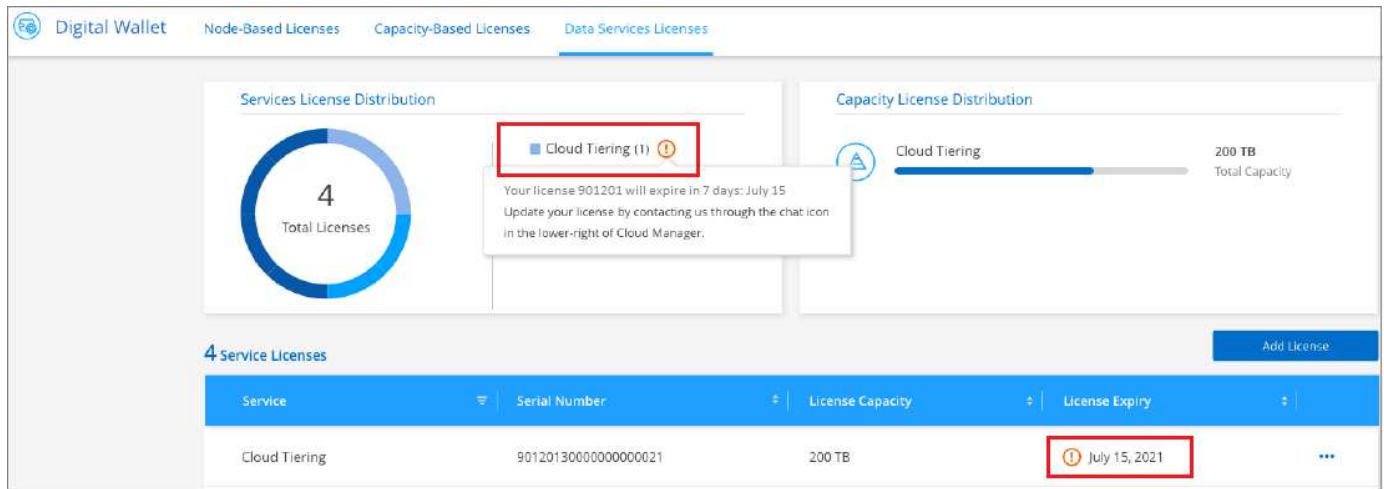 Digital Wallet
Node-Based Licenses
Capacity-Based Licenses
Data Services Licenses
Services License Distribution
4
Total Licenses
Cloud Tiering (1)
Your license 901201 will expire in 7 days: July 15
Update your license by contacting us through the chat icon
in the lower-right of Cloud Manager.
Capacity License Distribution
Cloud Tiering
200 TB
Total Capacity
4 Service Licenses
Add License
Service
Serial Number
License Capacity
License Expiry
Cloud Tiering
90120130000000000021
200 TB
July 15, 2021